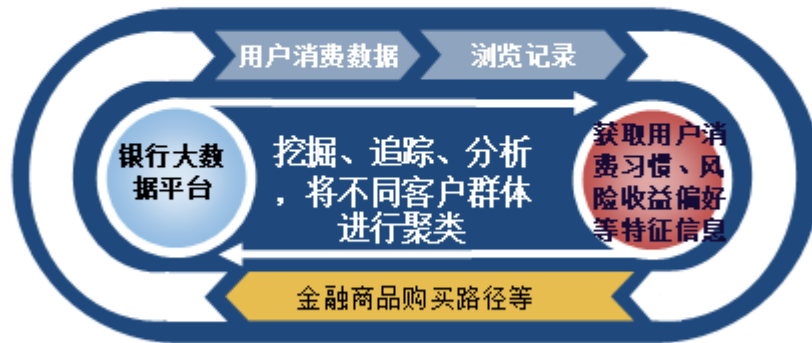 用户消费数据
浏览记录
银行大数
据平台
挖掘、追踪、分析
，将不同客户群体
进行聚类
获取用户消
费习惯、风
险收益偏好
等特征信息
金融商品购买路径等